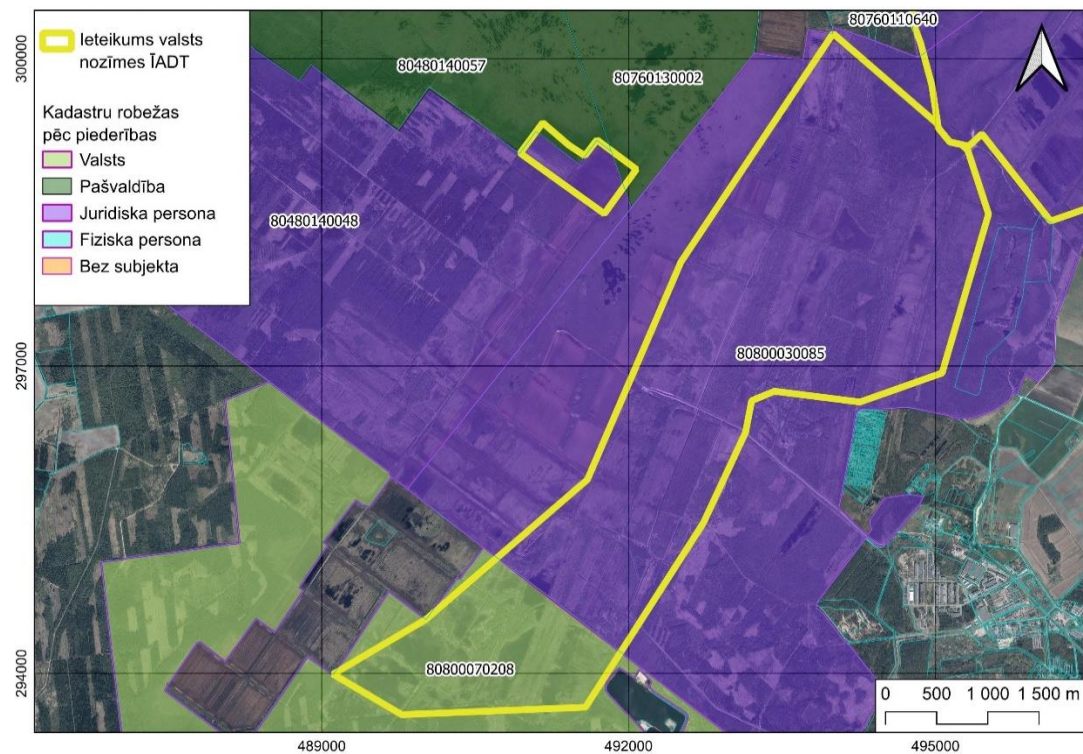 Ieteikums valsts
nozīmes ĪADT
Kadastru robežas
pēc piederības
Valsts
Pašvaldība
Juridiska persona
Fiziska persona
Bez subjekta
80760110640
80480140057
80760130002
80480140048
80800030085
80800070208
300000
297000
294000
489000
492000
495000
0 500 1 000 1 500 m